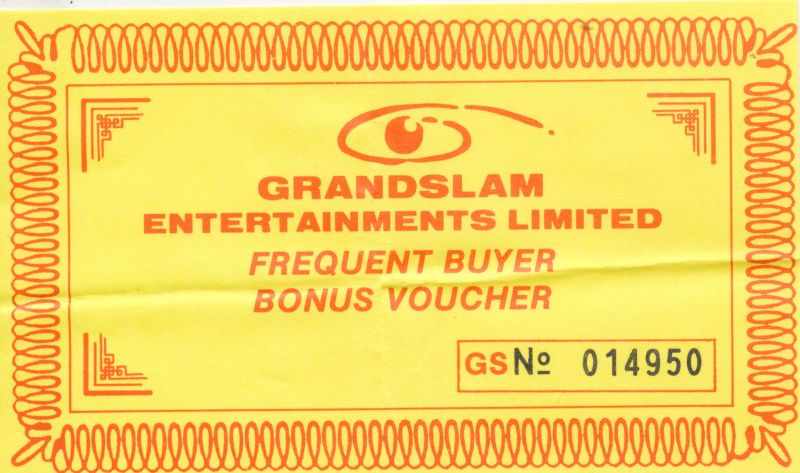 GRANDSLAM
ENTERTAINMENTS LIMITED
FREQUENT BUYER
BONUS VOUCHER
GS Nº 014950